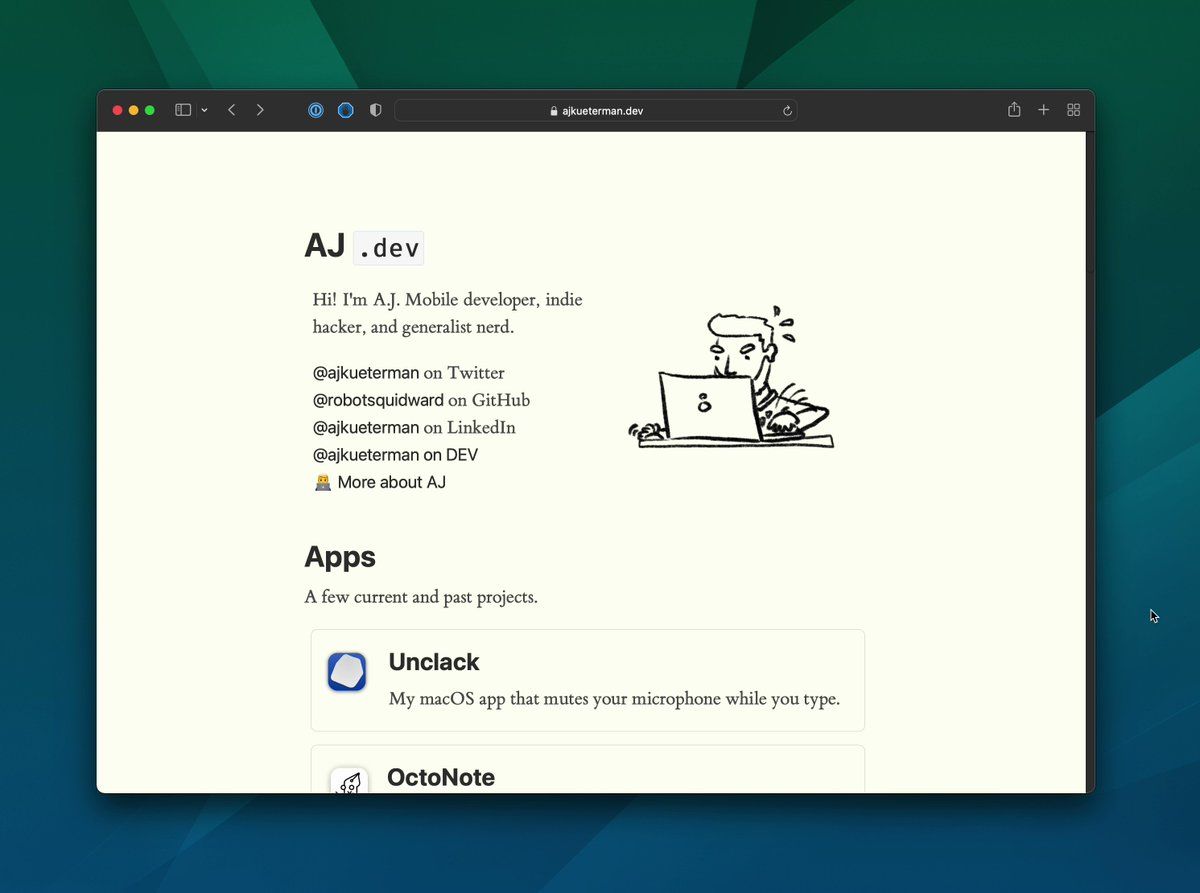 ajkueterman.dev
AJ .dev
Hi! I'm A.J. Mobile developer, indie
hacker, and generalist nerd.
@ajkueterman on Twitter
@robotsquidward on GitHub
@ajkueterman on LinkedIn
@ajkueterman on DEV
👨‍💻 More about AJ
Apps
A few current and past projects.
Unclack
My macOS app that mutes your microphone while you type.
OctoNote